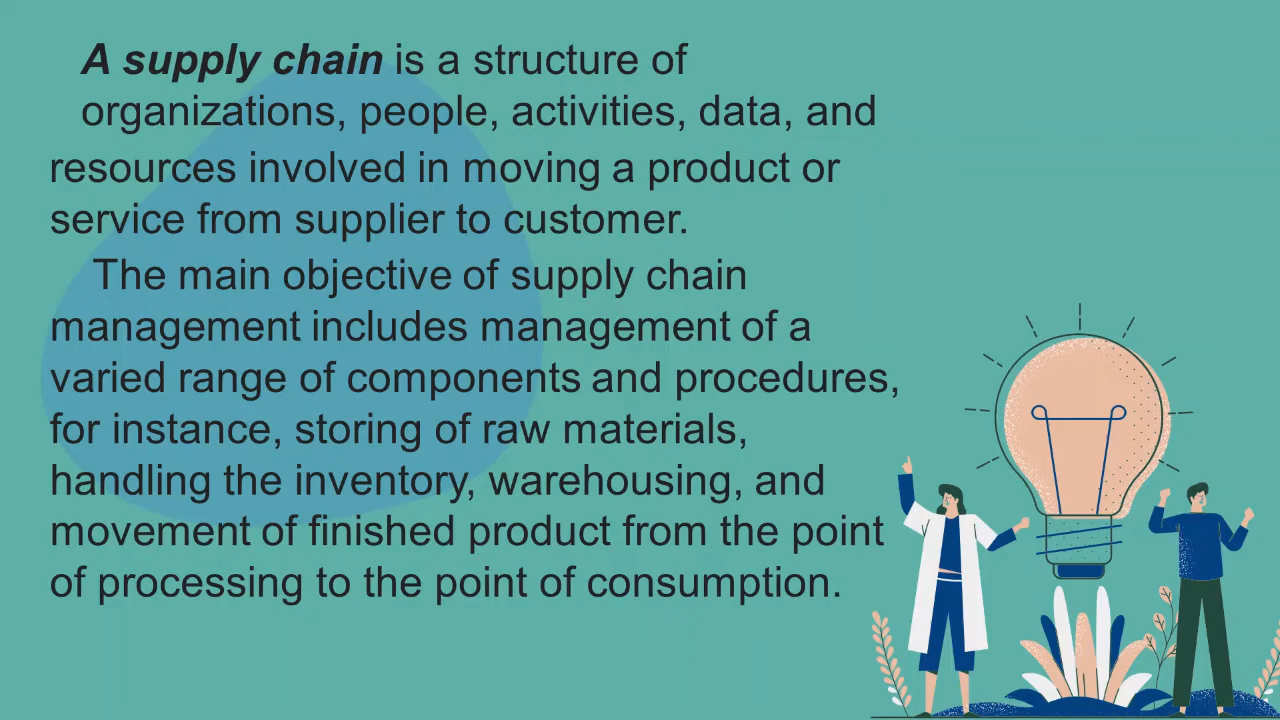 A supply chain is a structure of
organizations, people, activities, data, and
resources involved in moving a product or
service from supplier to customer.
The main objective of supply chain
management includes management of a
varied range of components and procedures,
for instance, storing of raw materials,
handling the inventory, warehousing, and
movement of finished product from the point
of processing to the point of consumption.